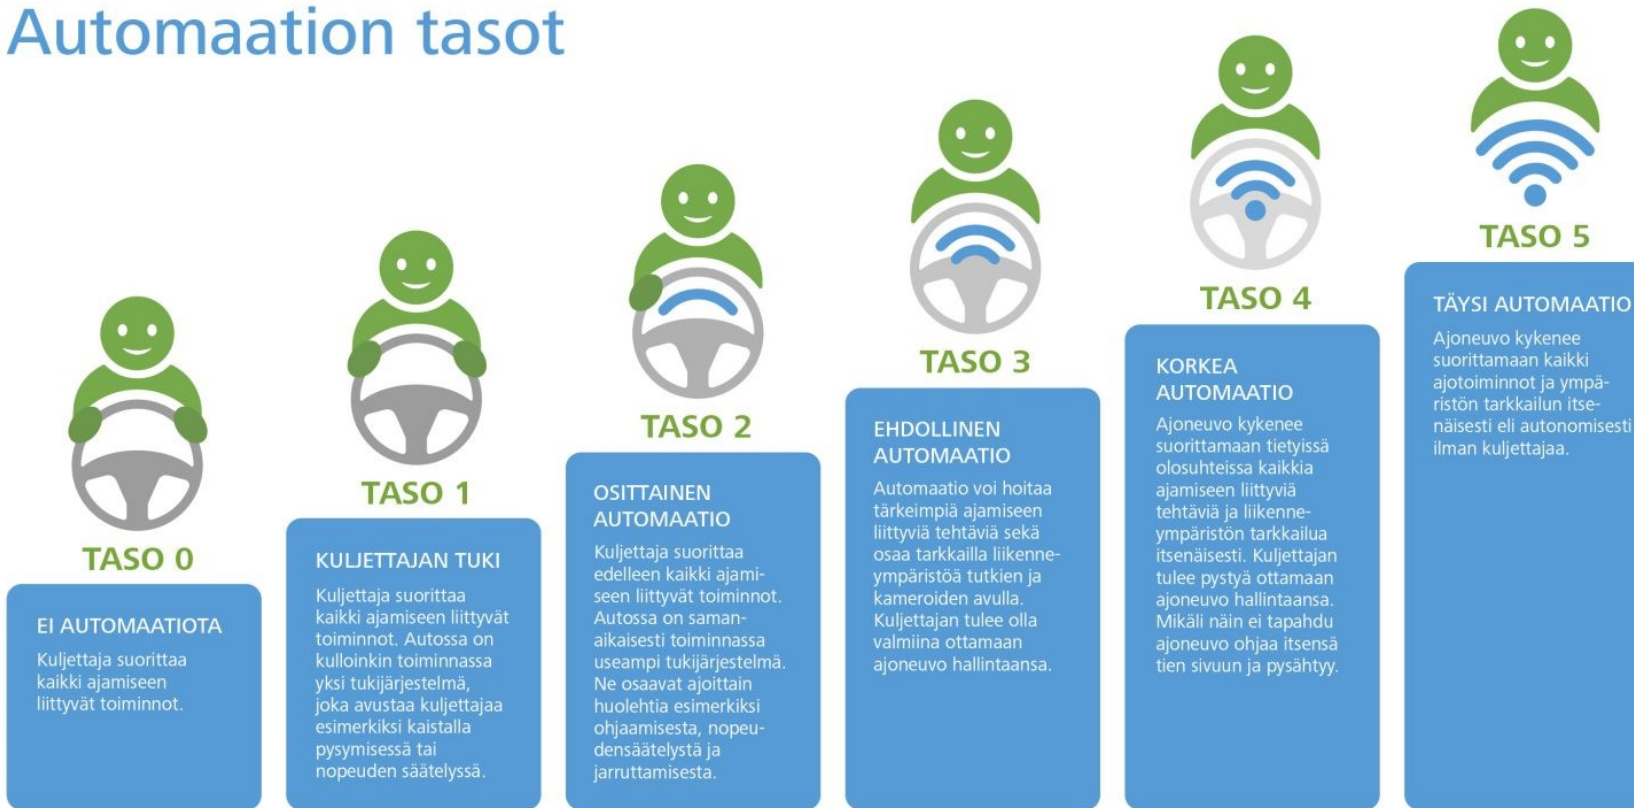 Automaation tasot
TASO 0
EI AUTOMAATIOTA
Kuljettaja suorittaa
kaikki ajamiseen
liittyvät toiminnot.
TASO 1
KULJETTAJAN TUKI
Kuljettaja suorittaa
kaikki ajamiseen liittyvät
toiminnot. Autossa on
kulloinkin toiminnassa
yksi tukijärjestelmä,
joka avustaa kuljettajaa
esimerkiksi kaistalla
pysymisessä tai
nopeuden säätelyssä.
TASO 2
OSITTAINEN
AUTOMAATIO
Kuljettaja suorittaa
edelleen kaikki ajami-
seen liittyvät toiminnot.
Autossa on saman-
aikaisesti toiminnassa
useampi tukijärjestelmä.
Ne osaavat ajoittain
huolehtia esimerkiksi
ohjaamisesta, nopeu-
densäätelystä ja
jarruttamisesta.
TASO 3
EHDOLLINEN
AUTOMAATIO
Automaatio voi hoitaa
tärkeimpiä ajamiseen
liittyviä tehtäviä sekä
osaa tarkkailla liikenne-
ympäristöä tutkien ja
kameroiden avulla.
Kuljettajan tulee olla
valmiina ottamaan
ajoneuvo hallintaansa.
TASO 4
KORKEA
AUTOMAATIO
Ajoneuvo kykenee
suorittamaan tietyissä
olosuhteissa kaikkia
ajamiseen liittyviä
tehtäviä ja liikenne-
ympäristön tarkkailua
itsenäisesti. Kuljettajan
tulee pystyä ottamaan
ajoneuvo hallintaansa.
Mikäli näin ei tapahdu
ajoneuvo ohjaa itsensä
tien sivuun ja pysähtyy.
TASO 5
TÄYSI AUTOMAATIO
Ajoneuvo kykenee
suorittamaan kaikki
ajotoiminnot ja ympä-
ristön tarkkailun itse-
näisesti eli autonomisesti
ilman kuljettajaa.